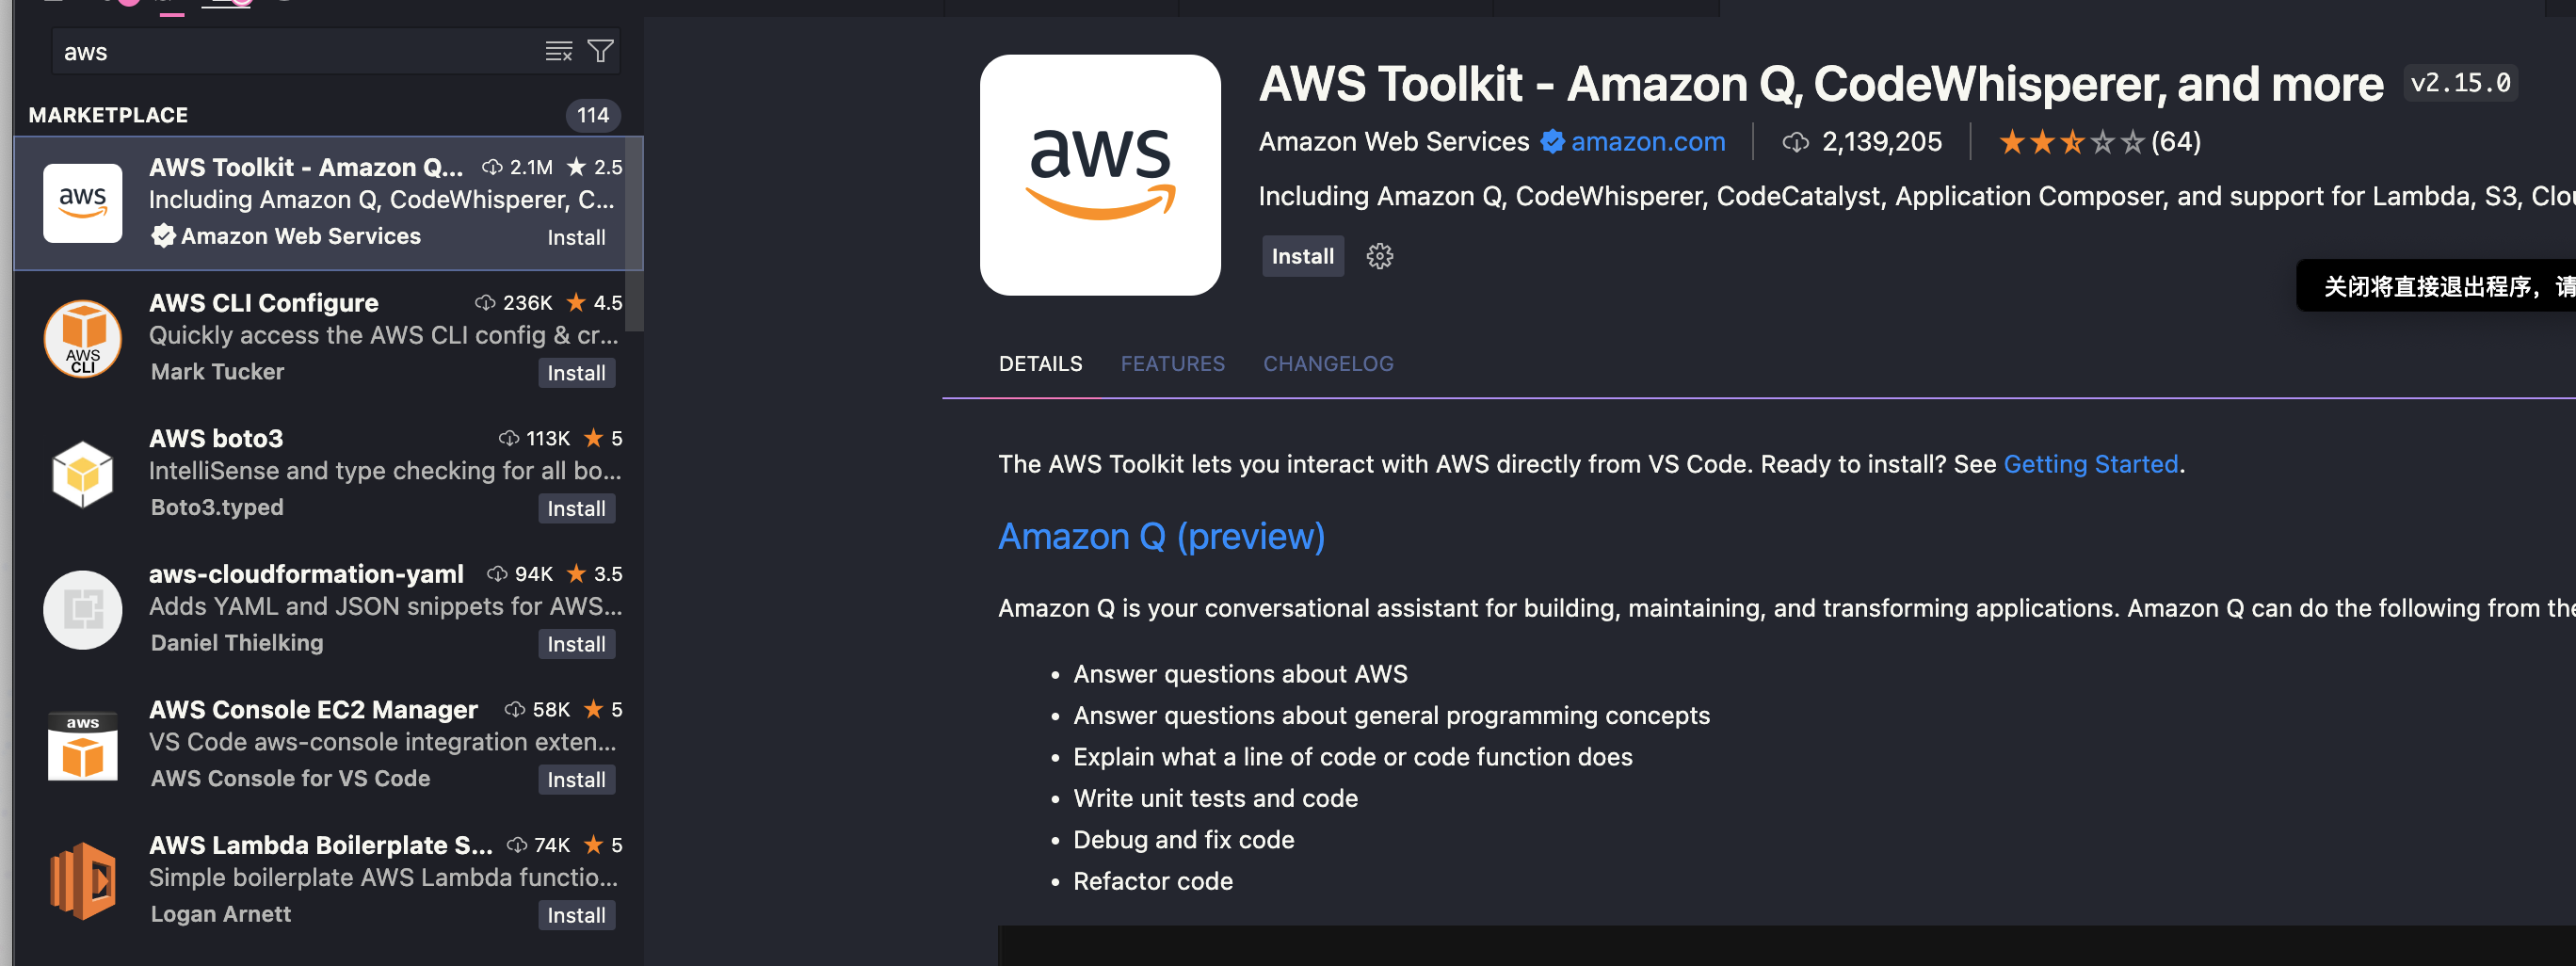 aws
MARKETPLACE 114
AWS Toolkit - Amazon Q... 2.1M ★ 2.5
Including Amazon Q, CodeWhisperer, C...
Amazon Web Services Install
AWS CLI Configure 236K ★ 4.5
Quickly access the AWS CLI config & cr...
Mark Tucker Install
AWS boto3 113K ★ 5
IntelliSense and type checking for all bo...
Boto3.typed Install
aws-cloudformation-yaml 94K ★ 3.5
Adds YAML and JSON snippets for AWS...
Daniel Thielking Install
AWS Console EC2 Manager 58K ★ 5
VS Code aws-console integration exten...
AWS Console for VS Code Install
AWS Lambda Boilerplate S... 74K ★ 5
Simple boilerplate AWS Lambda functio...
Logan Arnett Install
aws
AWS
CLI
aws
aws
AWS Toolkit - Amazon Q, CodeWhisperer, and more v2.15.0
Amazon Web Services amazon.com 2,139,205 (64)
Including Amazon Q, CodeWhisperer, CodeCatalyst, Application Composer, and support for Lambda, S3, Clou
Install
关闭将直接退出程序，请
DETAILS FEATURES CHANGELOG
The AWS Toolkit lets you interact with AWS directly from VS Code. Ready to install? See Getting Started.
Amazon Q (preview)
Amazon Q is your conversational assistant for building, maintaining, and transforming applications. Amazon Q can do the following from the
• Answer questions about AWS
• Answer questions about general programming concepts
• Explain what a line of code or code function does
• Write unit tests and code
• Debug and fix code
• Refactor code